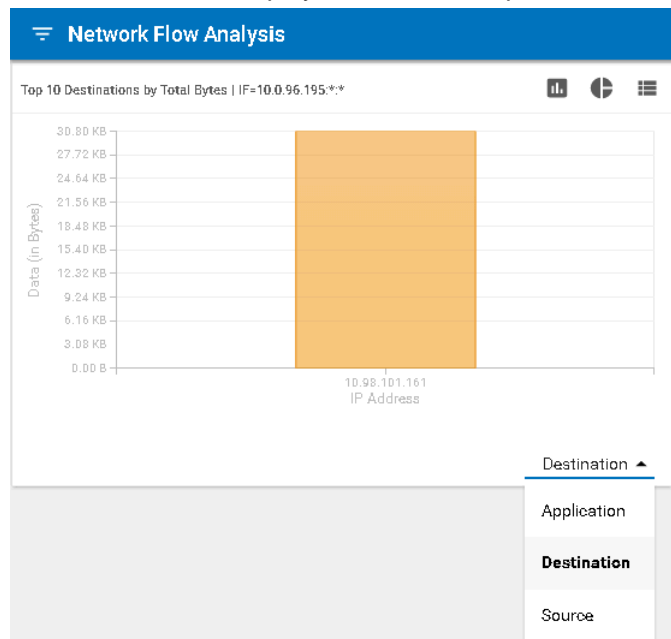 Network Flow Analysis
Top 10 Destinations by Total Bytes | IF=10.0.96.195:*:*
30.80 KB
27.72 KB
24.64 KB
21.56 KB
18.48 KB
15.40 KB
12.32 KB
9.24 KB
6.16 KB
3.08 KB
0.00 B
Data (in Bytes)
10.98.101.161
IP Address
Destination
Application
Destination
Source